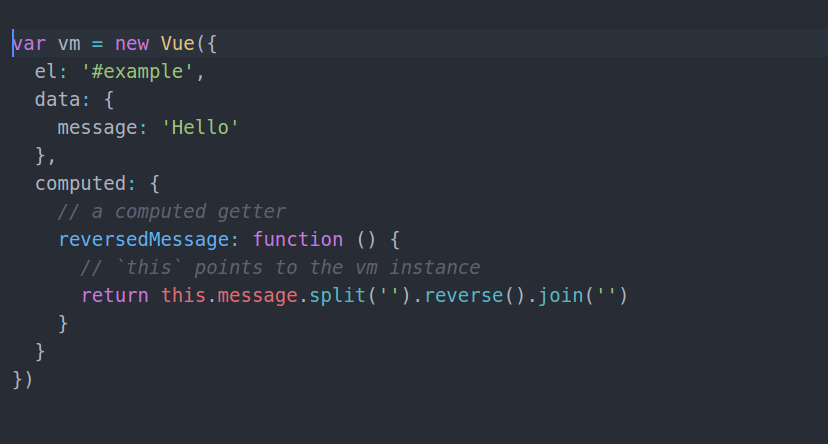 var vm = new Vue({
  el: '#example',
  data: {
    message: 'Hello'
  },
  computed: {
    // a computed getter
    reversedMessage: function () {
      // `this` points to the vm instance
      return this.message.split('').reverse().join('')
    }
  }
})